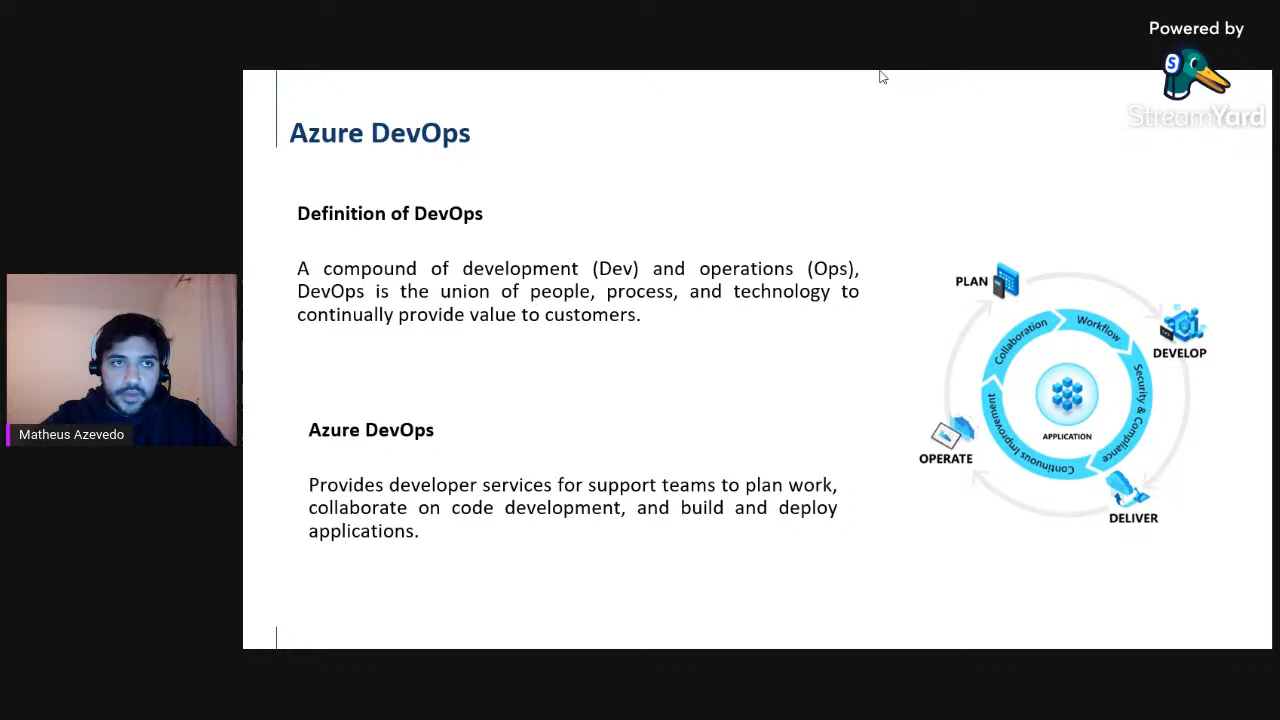 Powered by
S
StreamYard
Azure DevOps
Definition of DevOps
A compound of development (Dev) and operations (Ops),
DevOps is the union of people, process, and technology to
continually provide value to customers.
Azure DevOps
Provides developer services for support teams to plan work,
collaborate on code development, and build and deploy
applications.
PLAN
DEVELOP
DELIVER
OPERATE
Collaboration
Workflow
Security & Compliance
Continuous Improvement
APPLICATION
Matheus Azevedo